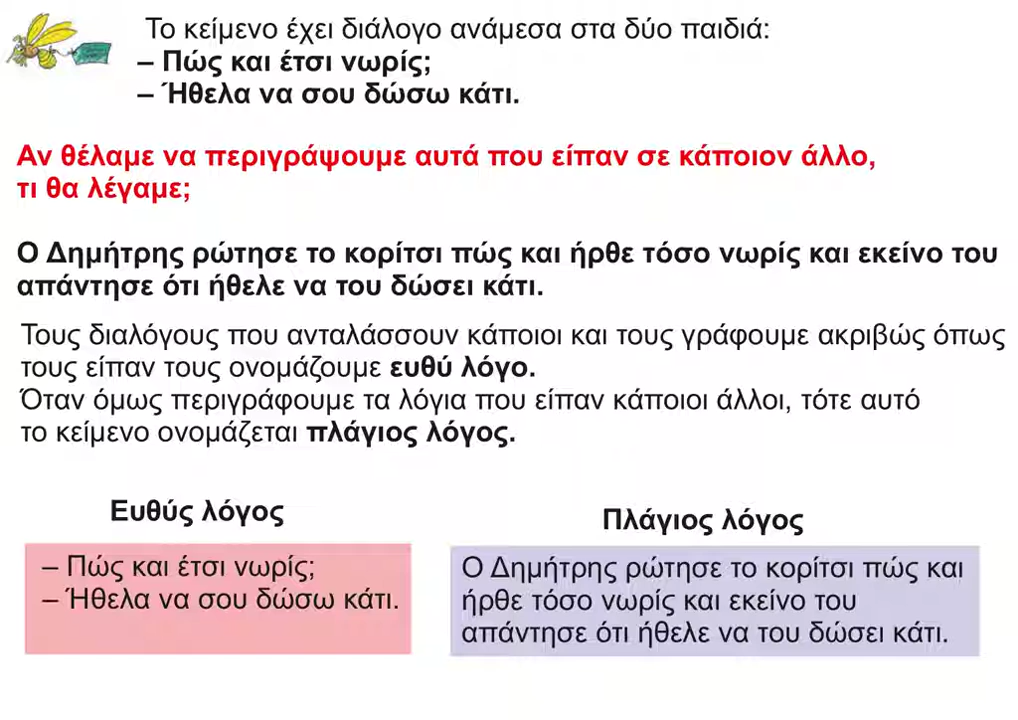 Το κείμενο έχει διάλογο ανάμεσα στα δύο παιδιά:
– Πώς και έτσι νωρίς;
– Ήθελα να σου δώσω κάτι.
Αν θέλαμε να περιγράψουμε αυτά που είπαν σε κάποιον άλλο,
τι θα λέγαμε;
Ο Δημήτρης ρώτησε το κορίτσι πώς και ήρθε τόσο νωρίς και εκείνο του
απάντησε ότι ήθελε να του δώσει κάτι.
Τους διαλόγους που ανταλάσσουν κάποιοι και τους γράφουμε ακριβώς όπως
τους είπαν τους ονομάζουμε ευθύ λόγο.
Όταν όμως περιγράφουμε τα λόγια που είπαν κάποιοι άλλοι, τότε αυτό
το κείμενο ονομάζεται πλάγιος λόγος.
Ευθύς λόγος
– Πώς και έτσι νωρίς;
– Ήθελα να σου δώσω κάτι.
Πλάγιος λόγος
Ο Δημήτρης ρώτησε το κορίτσι πώς και
ήρθε τόσο νωρίς και εκείνο του
απάντησε ότι ήθελε να του δώσει κάτι.